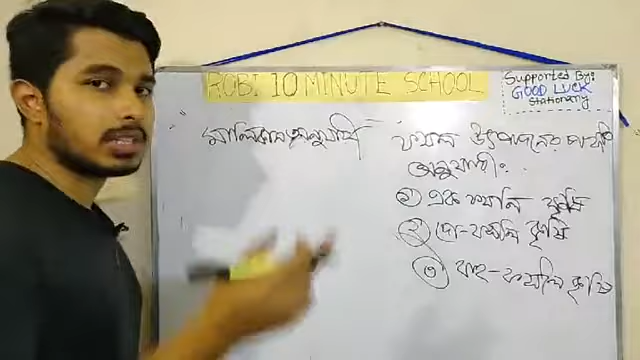 ROBI 10 MINUTE SCHOOL
Supported By:
GOOD LUCK
Stationary
মালিকানা অনুযায়ী
ফসল উৎপাদনের
অনুযায়ী:
① এক ফসলি কৃষি
② দো-ফসলি কৃষি
③ বহু-ফসলি কৃষি